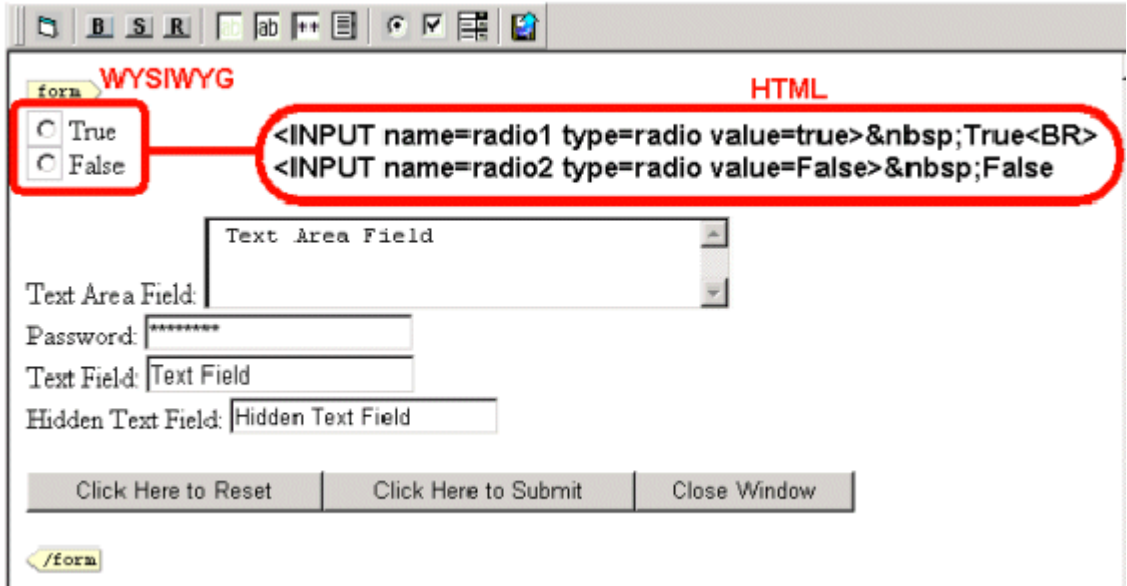 B S R ab ab ++
form WYSIWYG
HTML
True
False
<INPUT name=radio1 type=radio value=true>&nbsp;True<BR>
<INPUT name=radio2 type=radio value=False>&nbsp;False
Text Area Field: Text Area Field
Password: ********
Text Field: Text Field
Hidden Text Field: Hidden Text Field
Click Here to Reset Click Here to Submit Close Window
/form